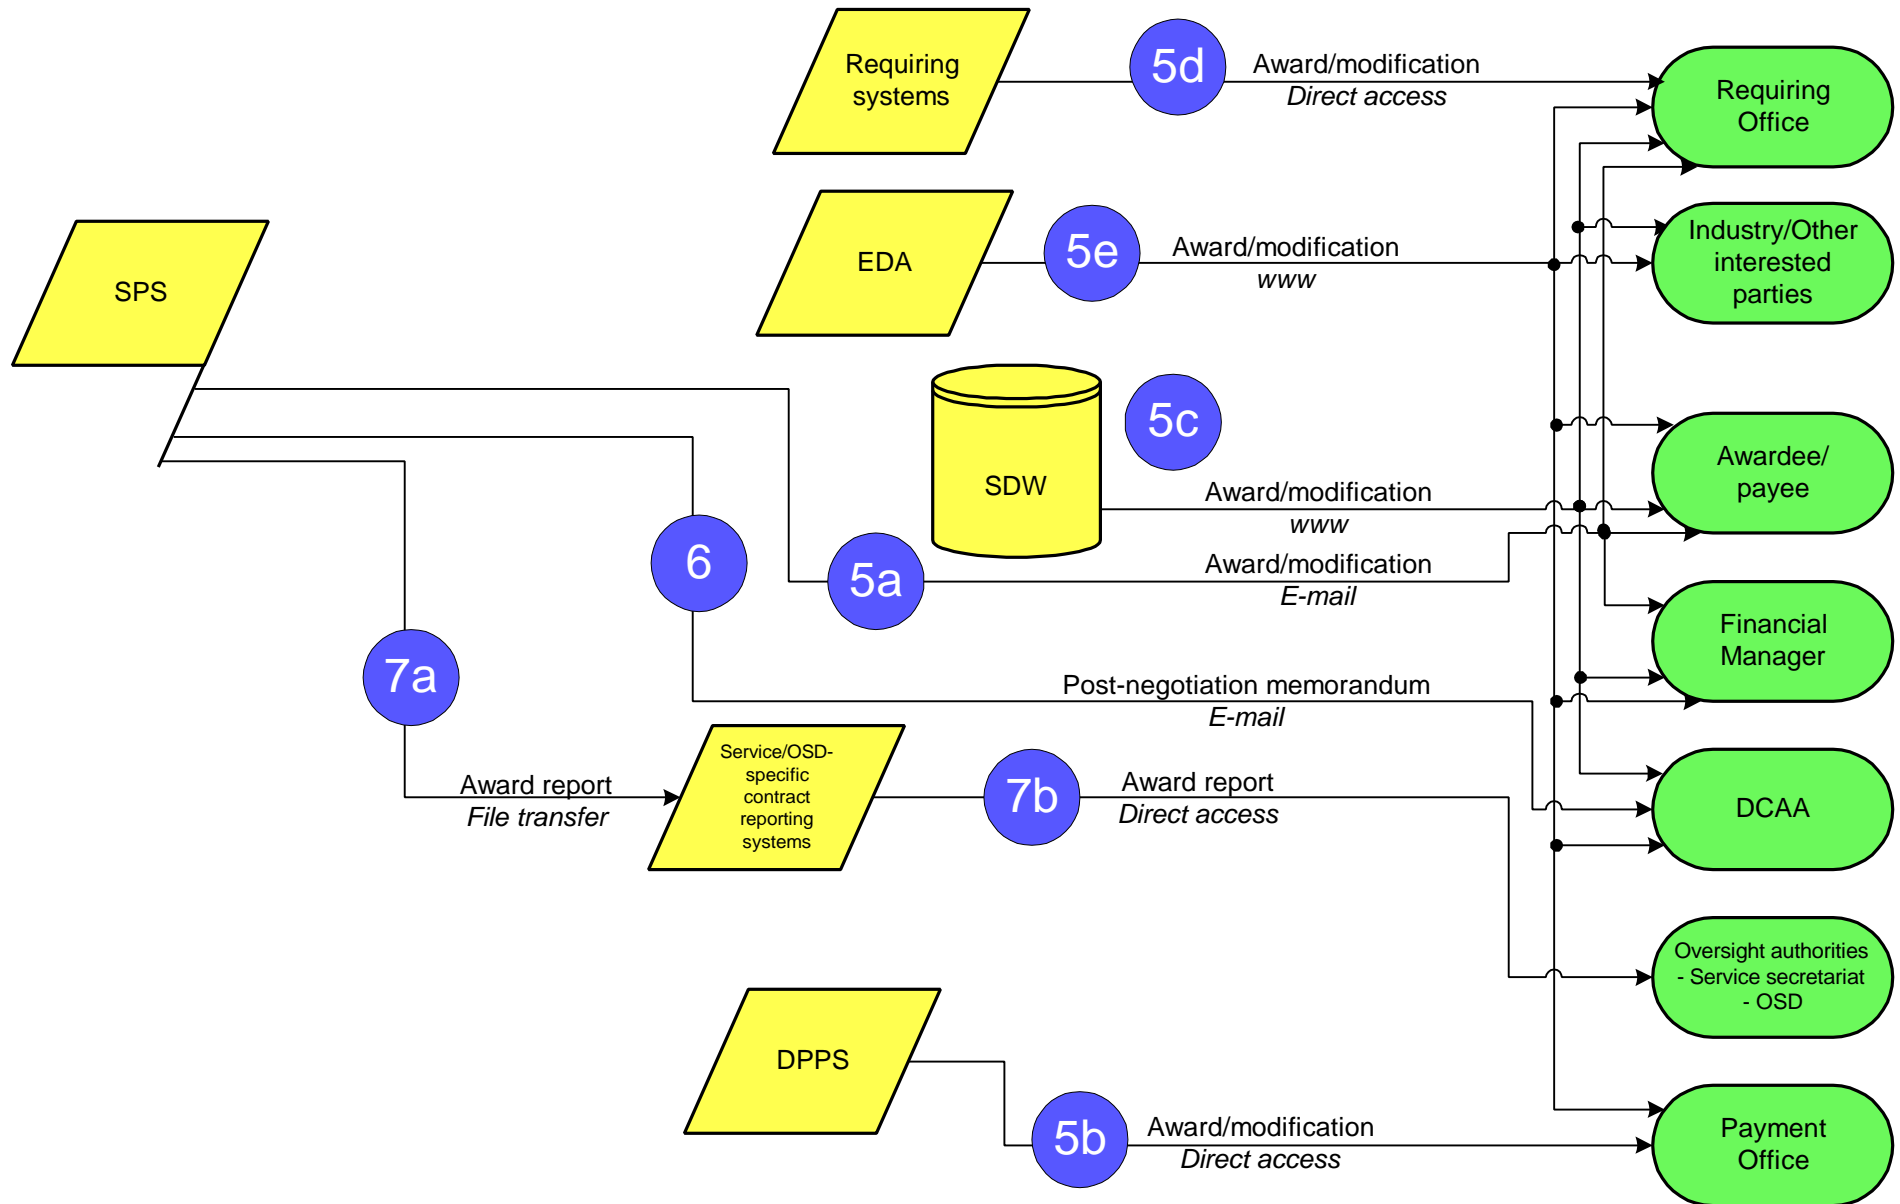 Requiring
systems
5d
Award/modification
Direct access
Requiring
Office
SPS
EDA
5e
Award/modification
www
Industry/Other
interested
parties
SDW
5c
Award/modification
www
Awardee/
payee
6
5a
Award/modification
E-mail
Financial
Manager
7a
Post-negotiation memorandum
E-mail
Award report
File transfer
Service/OSD-
specific
contract
reporting
systems
7b
Award report
Direct access
DCAA
Oversight authorities
- Service secretariat
- OSD
DPPS
5b
Award/modification
Direct access
Payment
Office